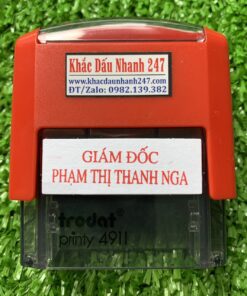 Khắc Dấu Nhanh 247
www.khacdaunhanh247.com
ĐT/Zalo: 0982.139.382
GIÁM ĐỐC
PHẠM THỊ THANH NGA
trodat
printy 4911